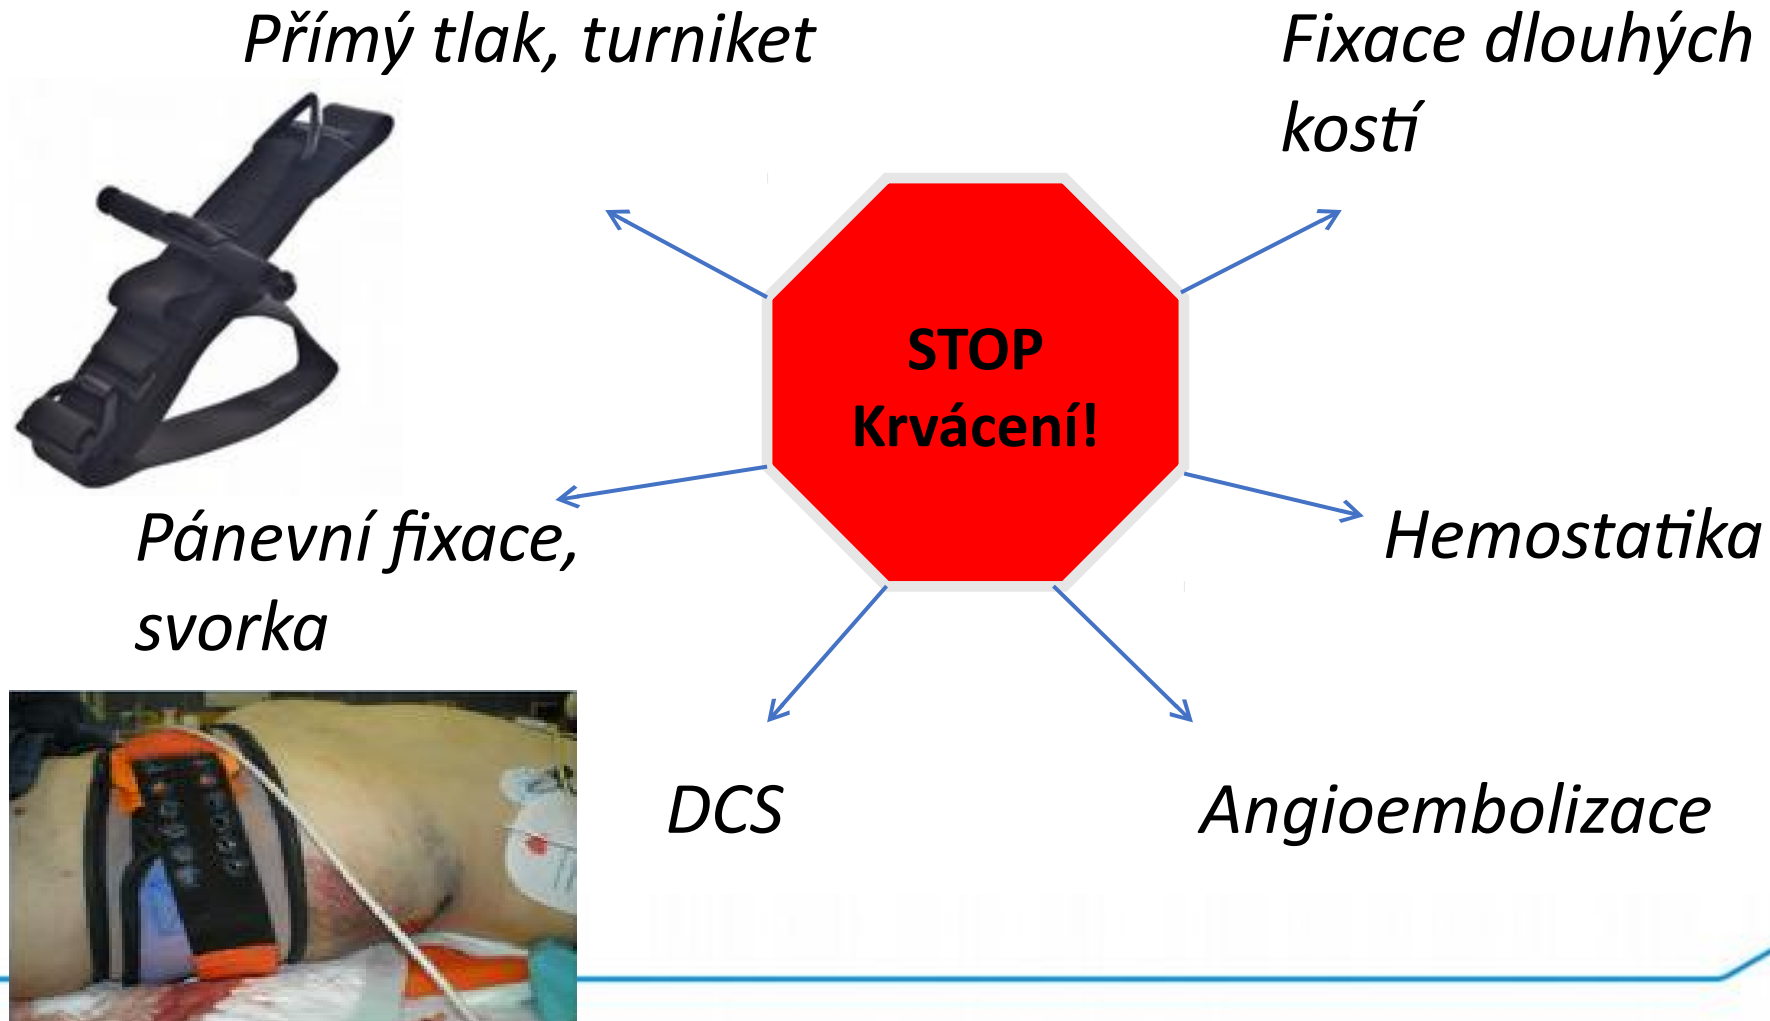 Přímý tlak, turniket
Fixace dlouhých
kostí
STOP
Krvácení!
Pánevní fixace,
svorka
Hemostatika
DCS
Angioembolizace